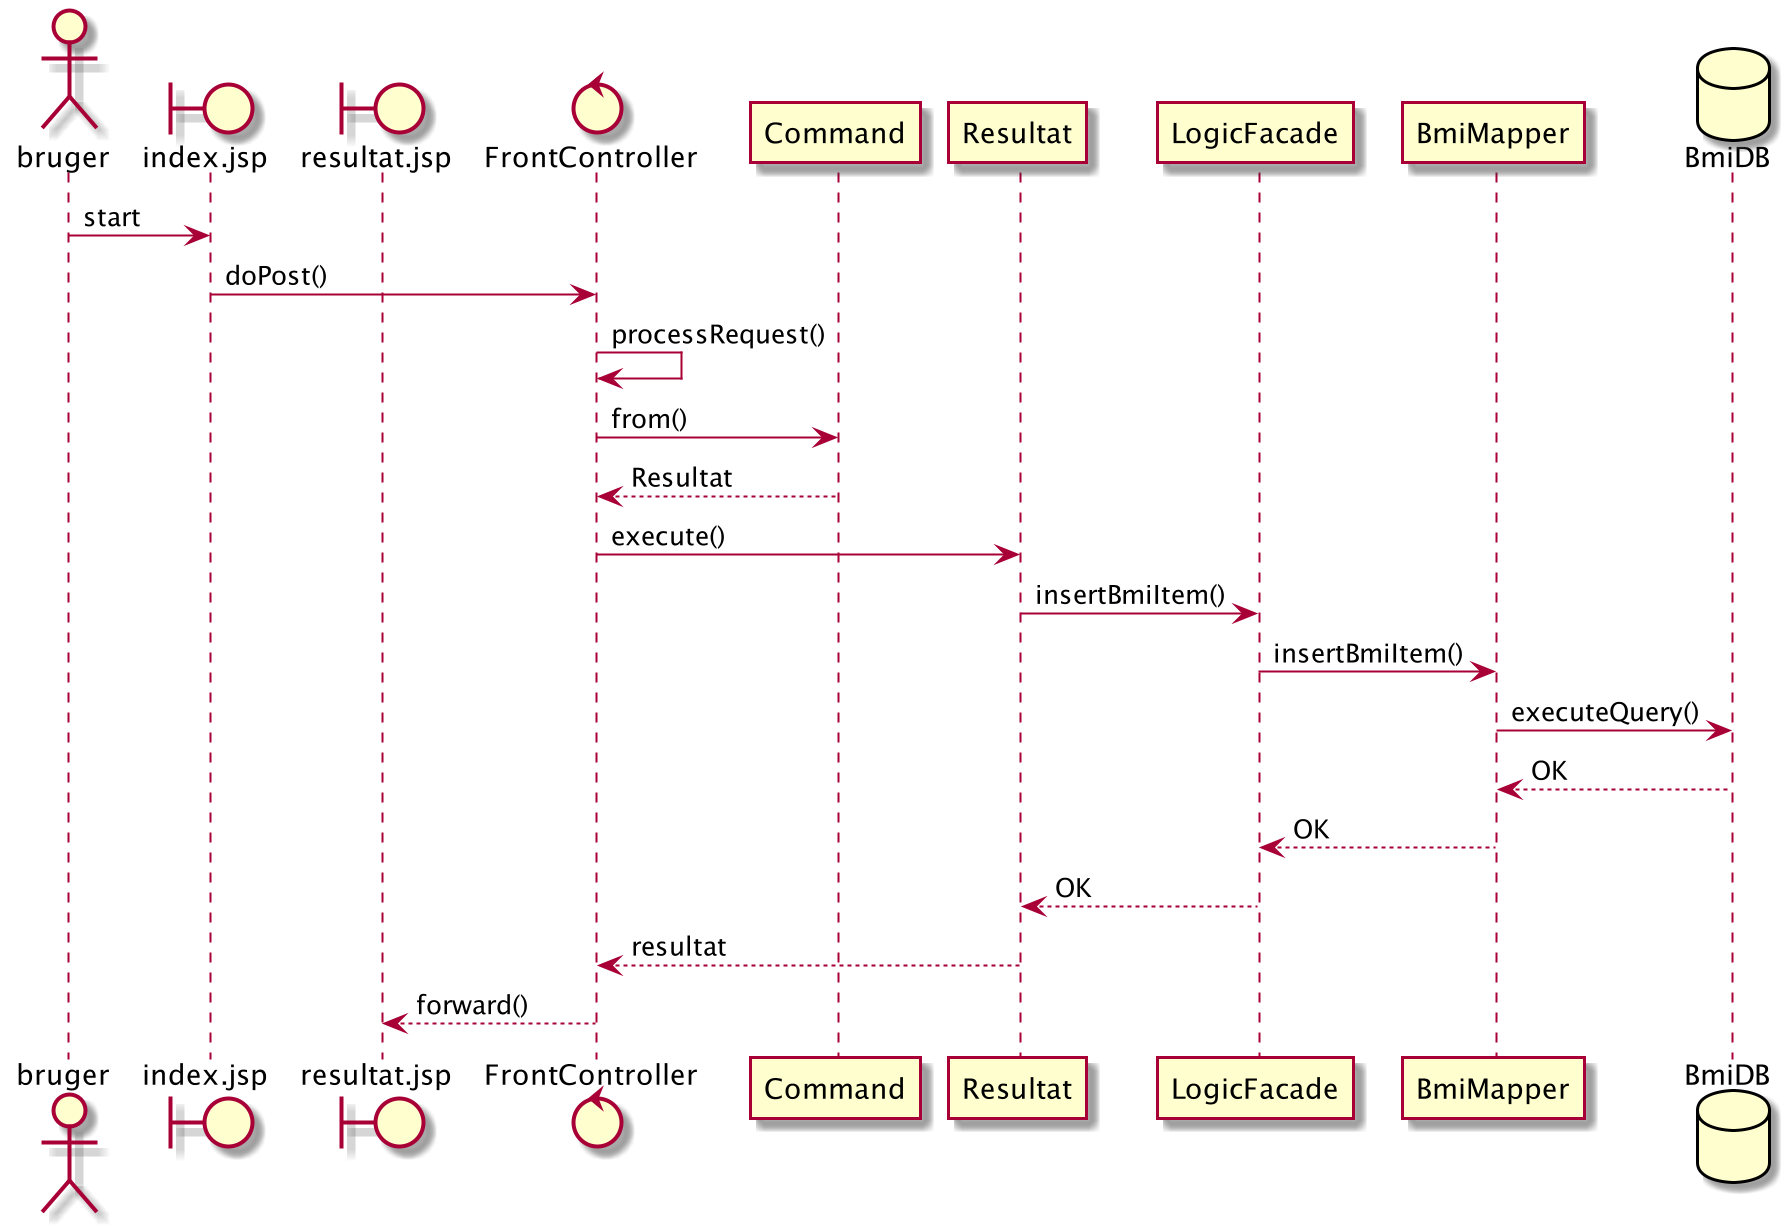 bruger
index.jsp
resultat.jsp
FrontController
Command
Resultat
LogicFacade
BmiMapper
BmiDB
start
doPost()
processRequest()
from()
Resultat
execute()
insertBmiItem()
insertBmiItem()
executeQuery()
OK
OK
OK
resultat
forward()
bruger
index.jsp
resultat.jsp
FrontController
Command
Resultat
LogicFacade
BmiMapper
BmiDB